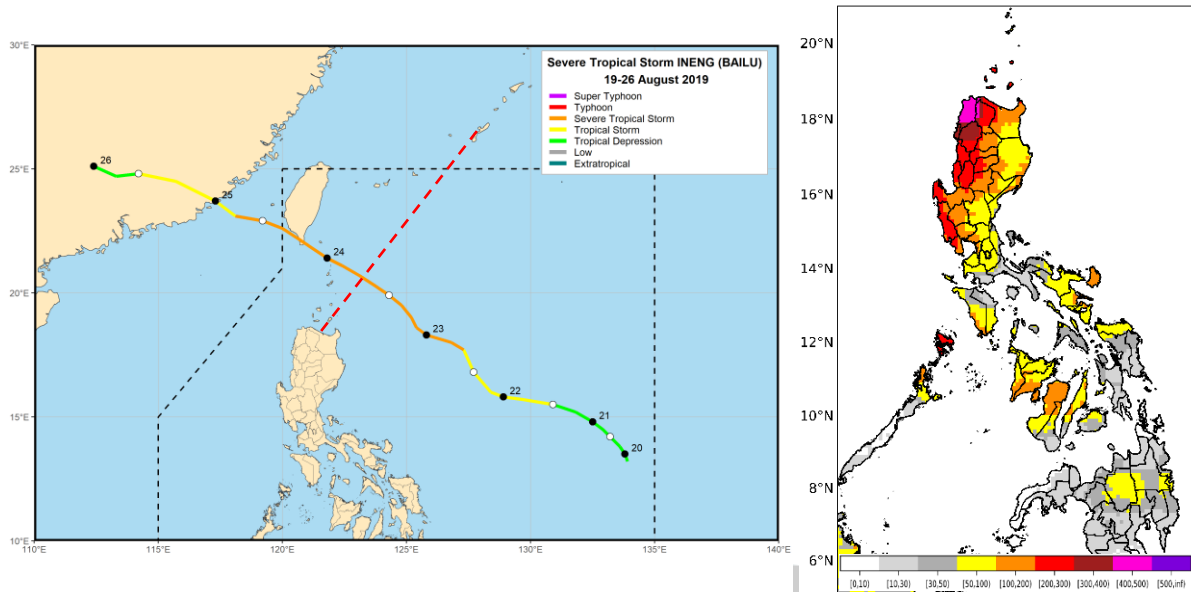 Severe Tropical Storm INENG (BAILU)
19-26 August 2019
Super Typhoon
Typhoon
Severe Tropical Storm
Tropical Storm
Tropical Depression
Low
Extratropical
30°E
25°E
20°E
15°E
10°E
110°E
115°E
120°E
125°E
130°E
135°E
140°E
26
25
24
23
22
21
20
20°N
18°N
16°N
14°N
12°N
10°N
8°N
6°N
[0,10)
[10,30)
[30,50)
[50,100)
[100,200)
[200,300)
[300,400)
[400,500)
[500,inf)